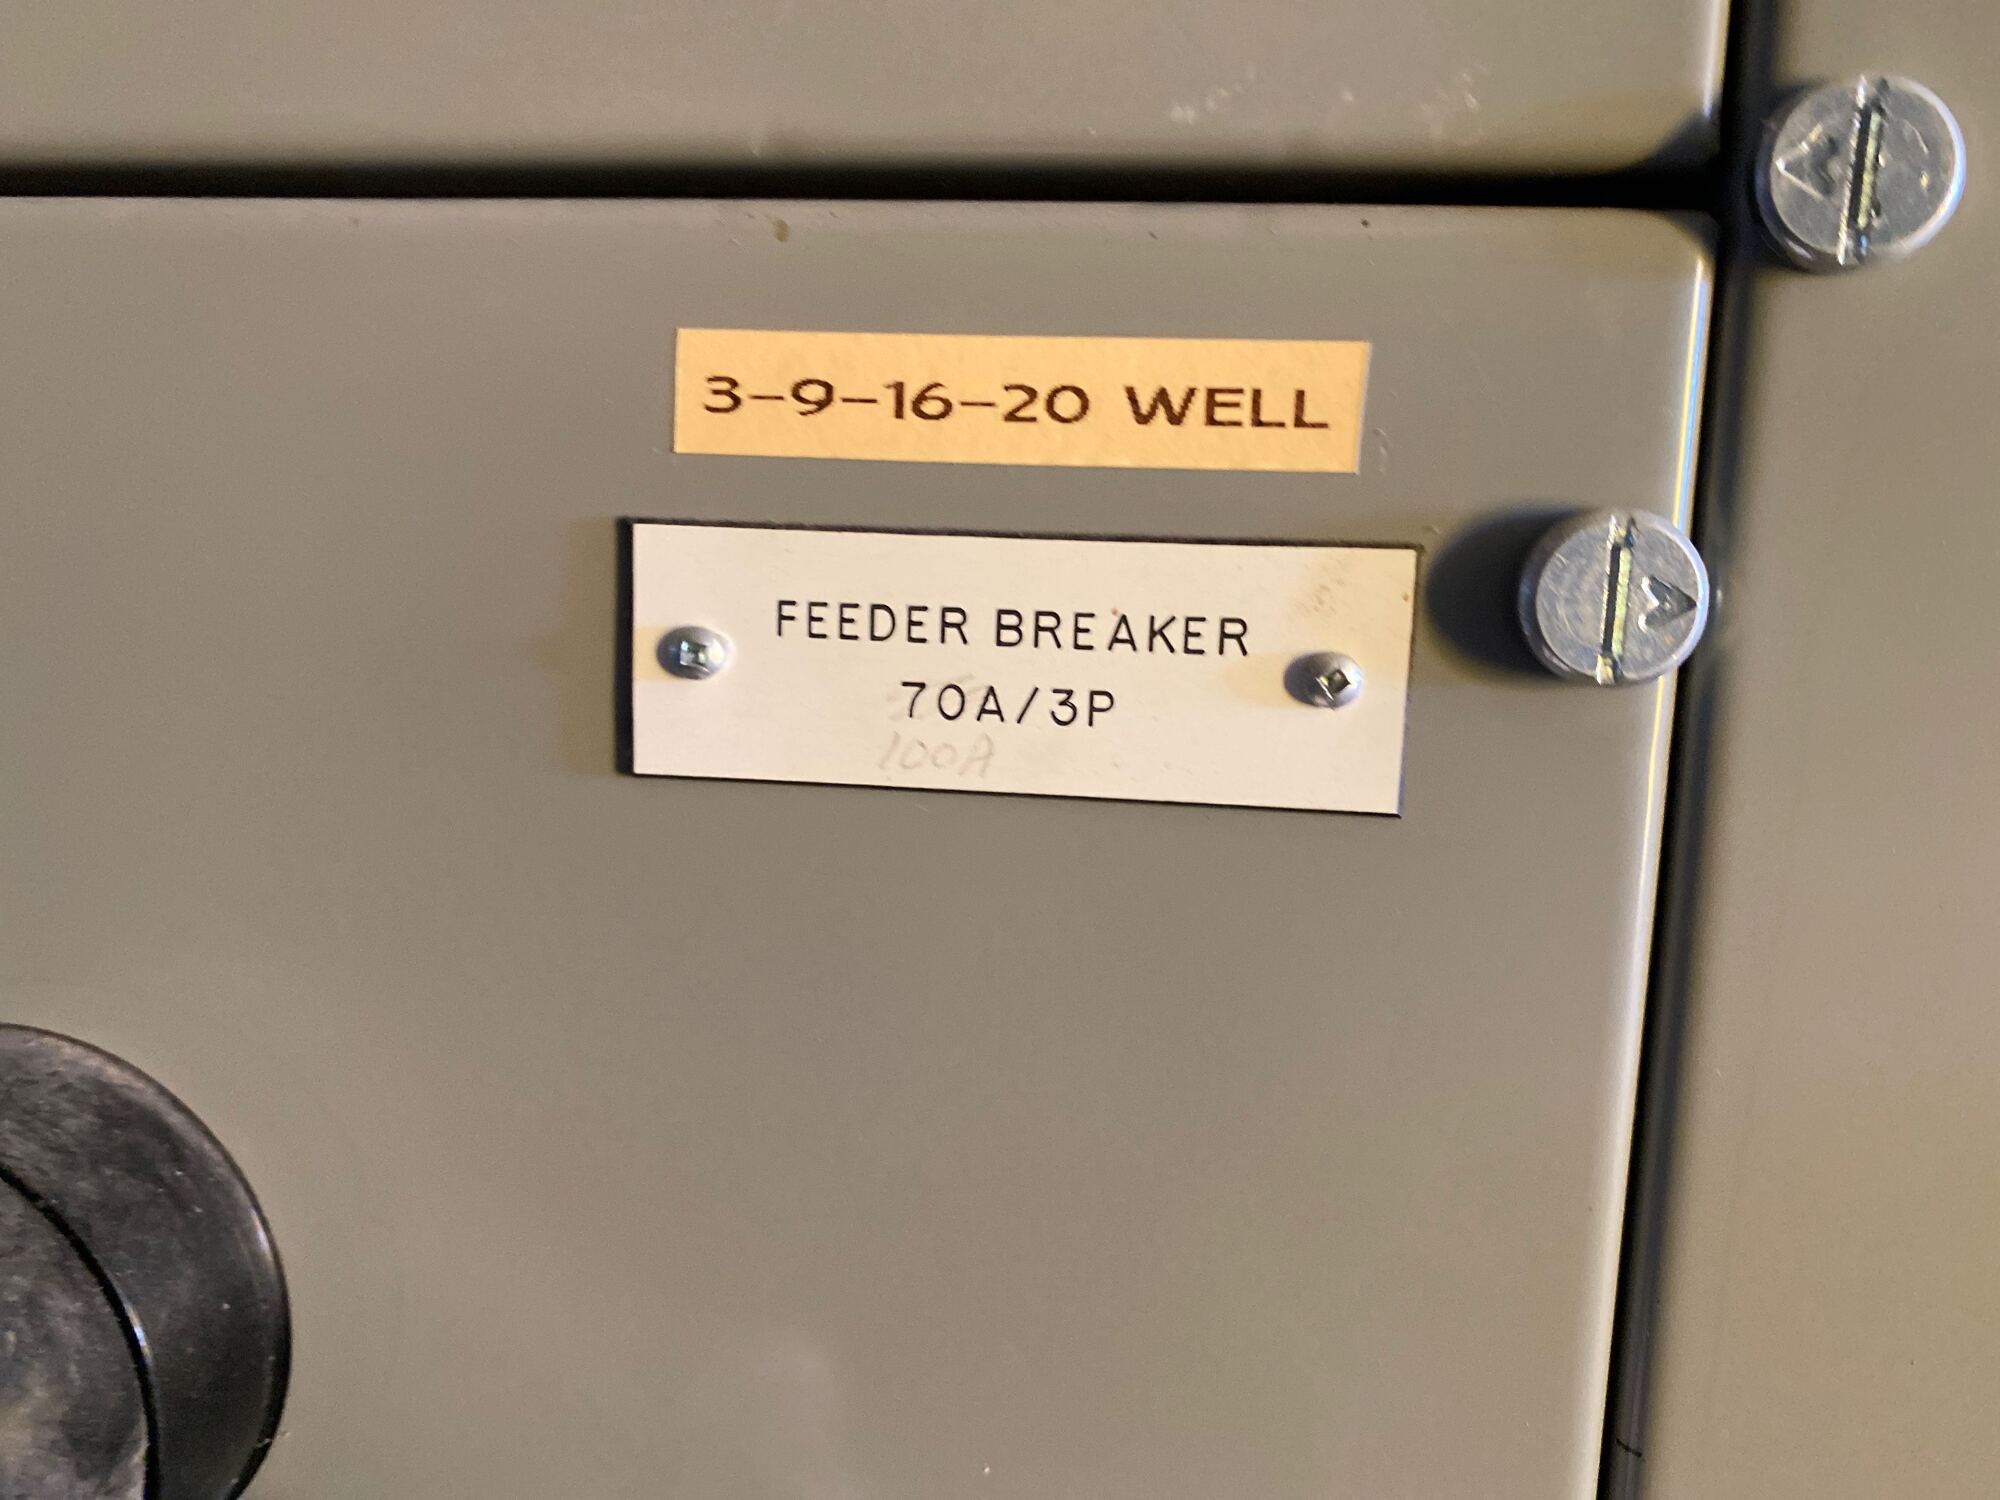 3-9-16-20 WELL
FEEDER BREAKER
70A/3P
100A